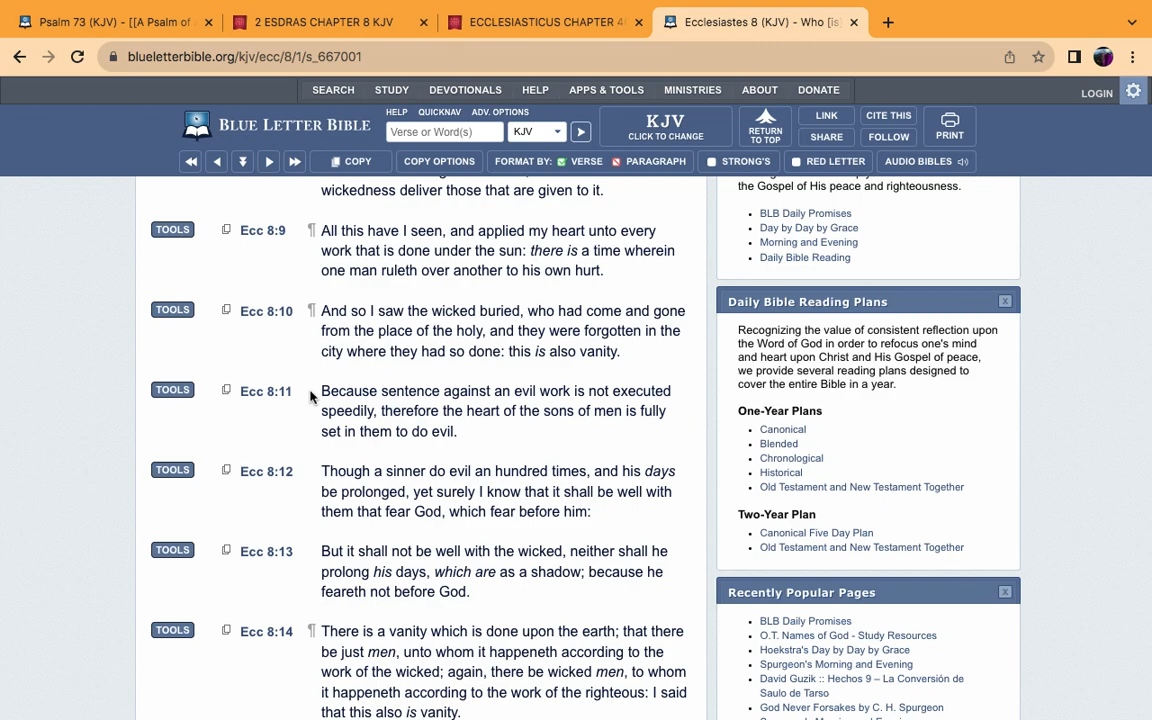 Psalm 73 (KJV) - [[A Psalm of
2 ESDRAS CHAPTER 8 KJV
ECCLESIASTICUS CHAPTER 4
Ecclesiastes 8 (KJV) - Who [is]
blueletterbible.org/kjv/ecc/8/1/s_667001
SEARCH STUDY DEVOTIONALS HELP APPS & TOOLS MINISTRIES ABOUT DONATE LOGIN
BLUE LETTER BIBLE
HELP QUICKNAV ADV. OPTIONS
Verse or Word(s) KJV
KJV
CLICK TO CHANGE
RETURN
TO TOP
LINK CITE THIS
SHARE FOLLOW
PRINT
COPY COPY OPTIONS FORMAT BY: VERSE PARAGRAPH STRONG'S RED LETTER AUDIO BIBLES
wickedness deliver those that are given to it.
TOOLS Ecc 8:9 ¶ All this have I seen, and applied my heart unto every
work that is done under the sun: there is a time wherein
one man ruleth over another to his own hurt.
TOOLS Ecc 8:10 ¶ And so I saw the wicked buried, who had come and gone
from the place of the holy, and they were forgotten in the
city where they had so done: this is also vanity.
TOOLS Ecc 8:11 Because sentence against an evil work is not executed
speedily, therefore the heart of the sons of men is fully
set in them to do evil.
TOOLS Ecc 8:12 Though a sinner do evil an hundred times, and his days
be prolonged, yet surely I know that it shall be well with
them that fear God, which fear before him:
TOOLS Ecc 8:13 But it shall not be well with the wicked, neither shall he
prolong his days, which are as a shadow; because he
feareth not before God.
TOOLS Ecc 8:14 ¶ There is a vanity which is done upon the earth; that there
be just men, unto whom it happeneth according to the
work of the wicked; again, there be wicked men, to whom
it happeneth according to the work of the righteous: I said
that this also is vanity.
the Gospel of His peace and righteousness.
• BLB Daily Promises
• Day by Day by Grace
• Morning and Evening
• Daily Bible Reading
Daily Bible Reading Plans x
Recognizing the value of consistent reflection upon
the Word of God in order to refocus one's mind
and heart upon Christ and His Gospel of peace,
we provide several reading plans designed to
cover the entire Bible in a year.
One-Year Plans
• Canonical
• Blended
• Chronological
• Historical
• Old Testament and New Testament Together
Two-Year Plan
• Canonical Five Day Plan
• Old Testament and New Testament Together
Recently Popular Pages x
• BLB Daily Promises
• O.T. Names of God - Study Resources
• Hoekstra's Day by Day by Grace
• Spurgeon's Morning and Evening
• David Guzik :: Hechos 9 – La Conversión de
Saulo de Tarso
• God Never Forsakes by C. H. Spurgeon